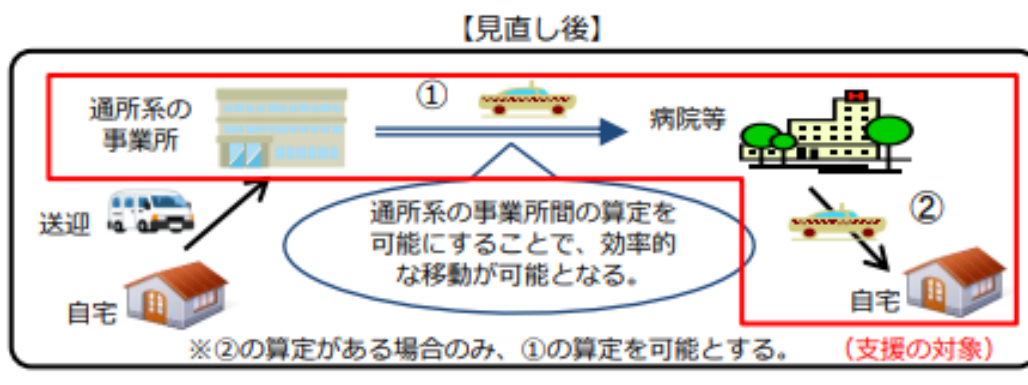 【見直し後】
通所系の
事業所
①
病院等
送迎
通所系の事業所間の算定を
可能にすることで、効率的
な移動が可能となる。
②
自宅
自宅
※②の算定がある場合のみ、①の算定を可能とする。
（支援の対象）